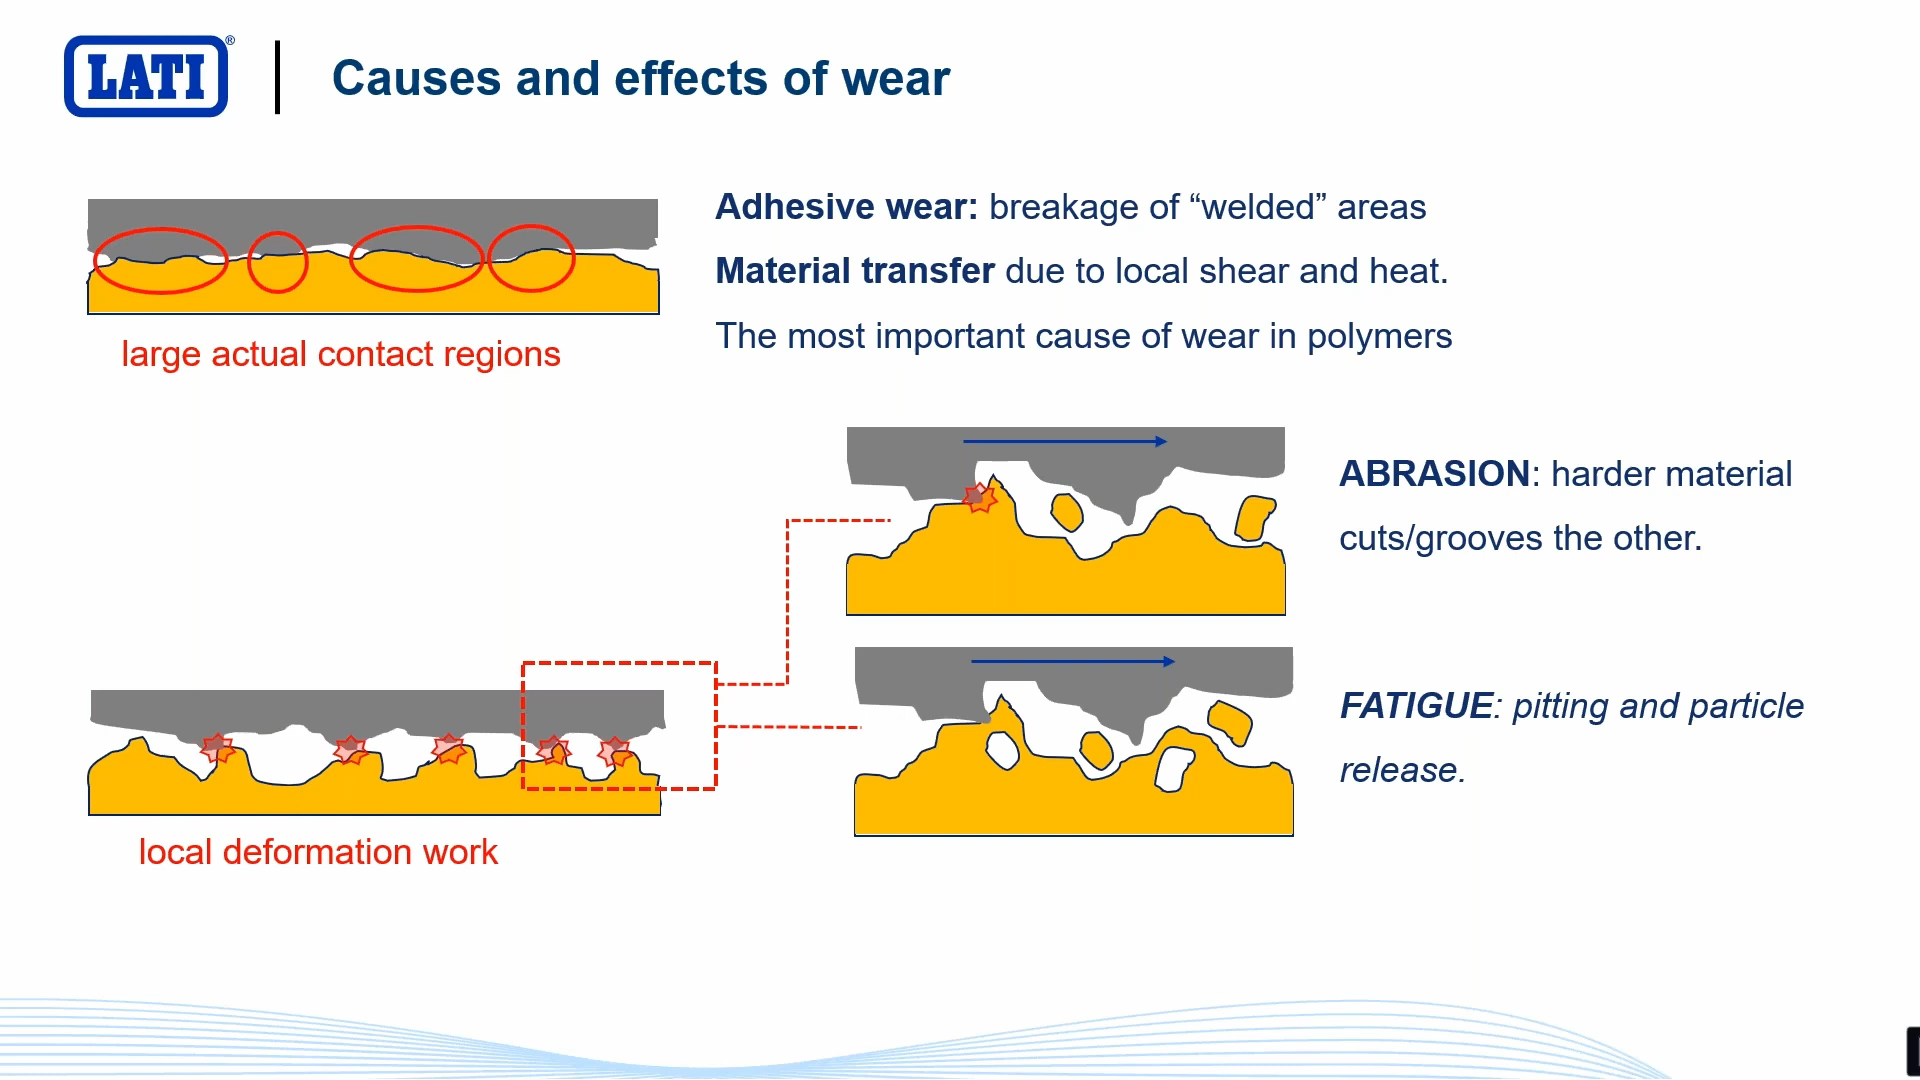 LATI®
Causes and effects of wear
Adhesive wear: breakage of “welded” areas
Material transfer due to local shear and heat.
The most important cause of wear in polymers
large actual contact regions
ABRASION: harder material
cuts/grooves the other.
FATIGUE: pitting and particle
release.
local deformation work